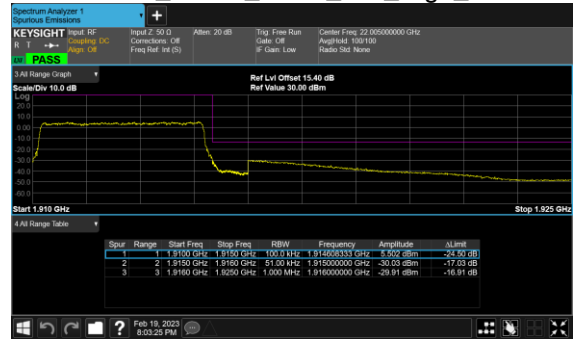 Spectrum Analyzer 1
Spurious Emissions
KEYSIGHT Input: RF
R T Coupling: DC
Align: Off
Input Z: 50 Ω
Corrections: Off
Freq Ref: Int (S)
Atten: 20 dB
Trig: Free Run
Gate: Off
IF Gain: Low
Center Freq: 22.005000000 GHz
Avg|Hold: 100/100
Radio Std: None
LM PASS
3 All Range Graph
Scale/Div 10.0 dB
Ref Lvl Offset 15.40 dB
Ref Value 30.00 dBm
Log
20.0
10.0
0.00
-10.0
-20.0
-30.0
-40.0
-50.0
-60.0
Start 1.910 GHz Stop 1.925 GHz
4 All Range Table
Spur Range Start Freq Stop Freq RBW Frequency Amplitude ΔLimit
1 1 1.9100 GHz 1.9150 GHz 100.0 kHz 1.914608333 GHz 5.502 dBm -24.50 dB
2 2 1.9150 GHz 1.9160 GHz 51.00 kHz 1.915000000 GHz -30.03 dBm -17.03 dB
3 3 1.9160 GHz 1.9250 GHz 1.000 MHz 1.916000000 GHz -29.91 dBm -16.91 dB
Feb 19, 2023
8:03:25 PM